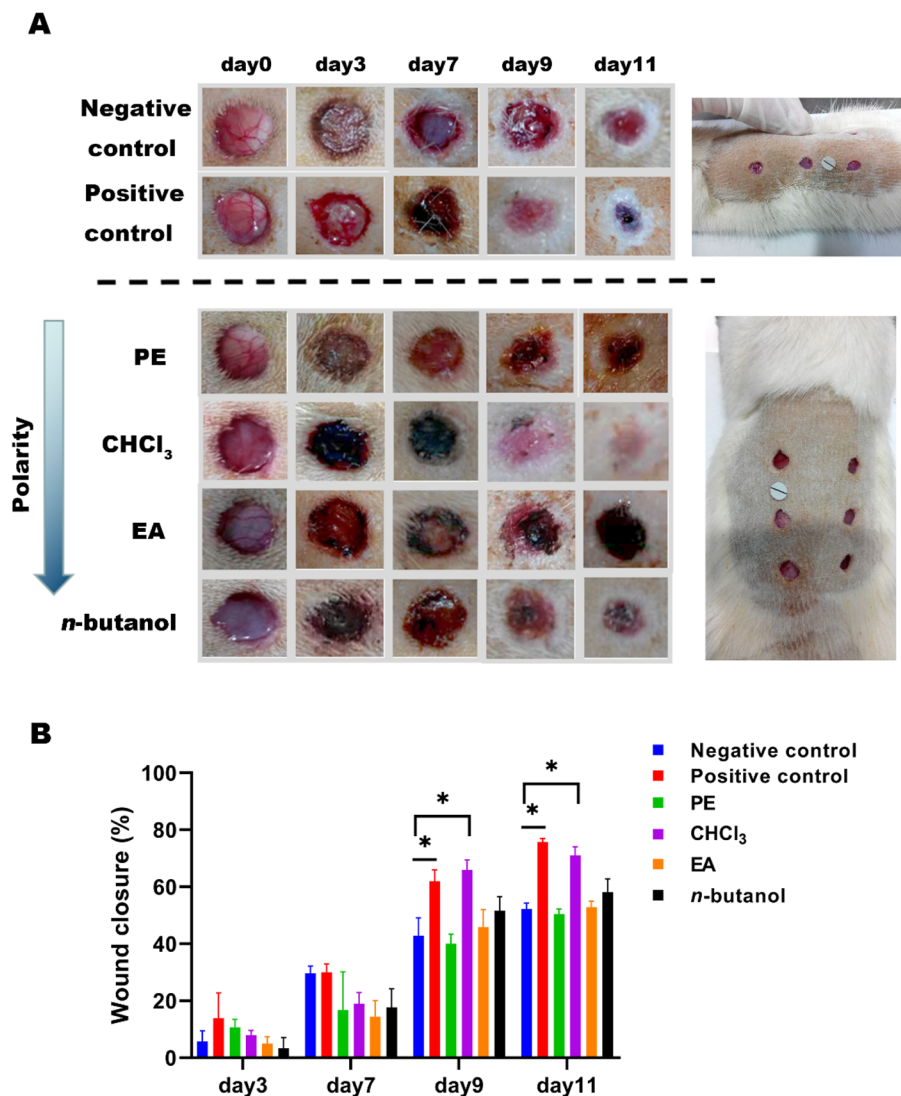 A
day0 day3 day7 day9 day11
Negative
control
Positive
control
Polarity
PE
CHCl₃
EA
n-butanol
B
Wound closure (%)
100
80
60
40
20
0
* * * *
day3 day7 day9 day11
Negative control
Positive control
PE
CHCl₃
EA
n-butanol